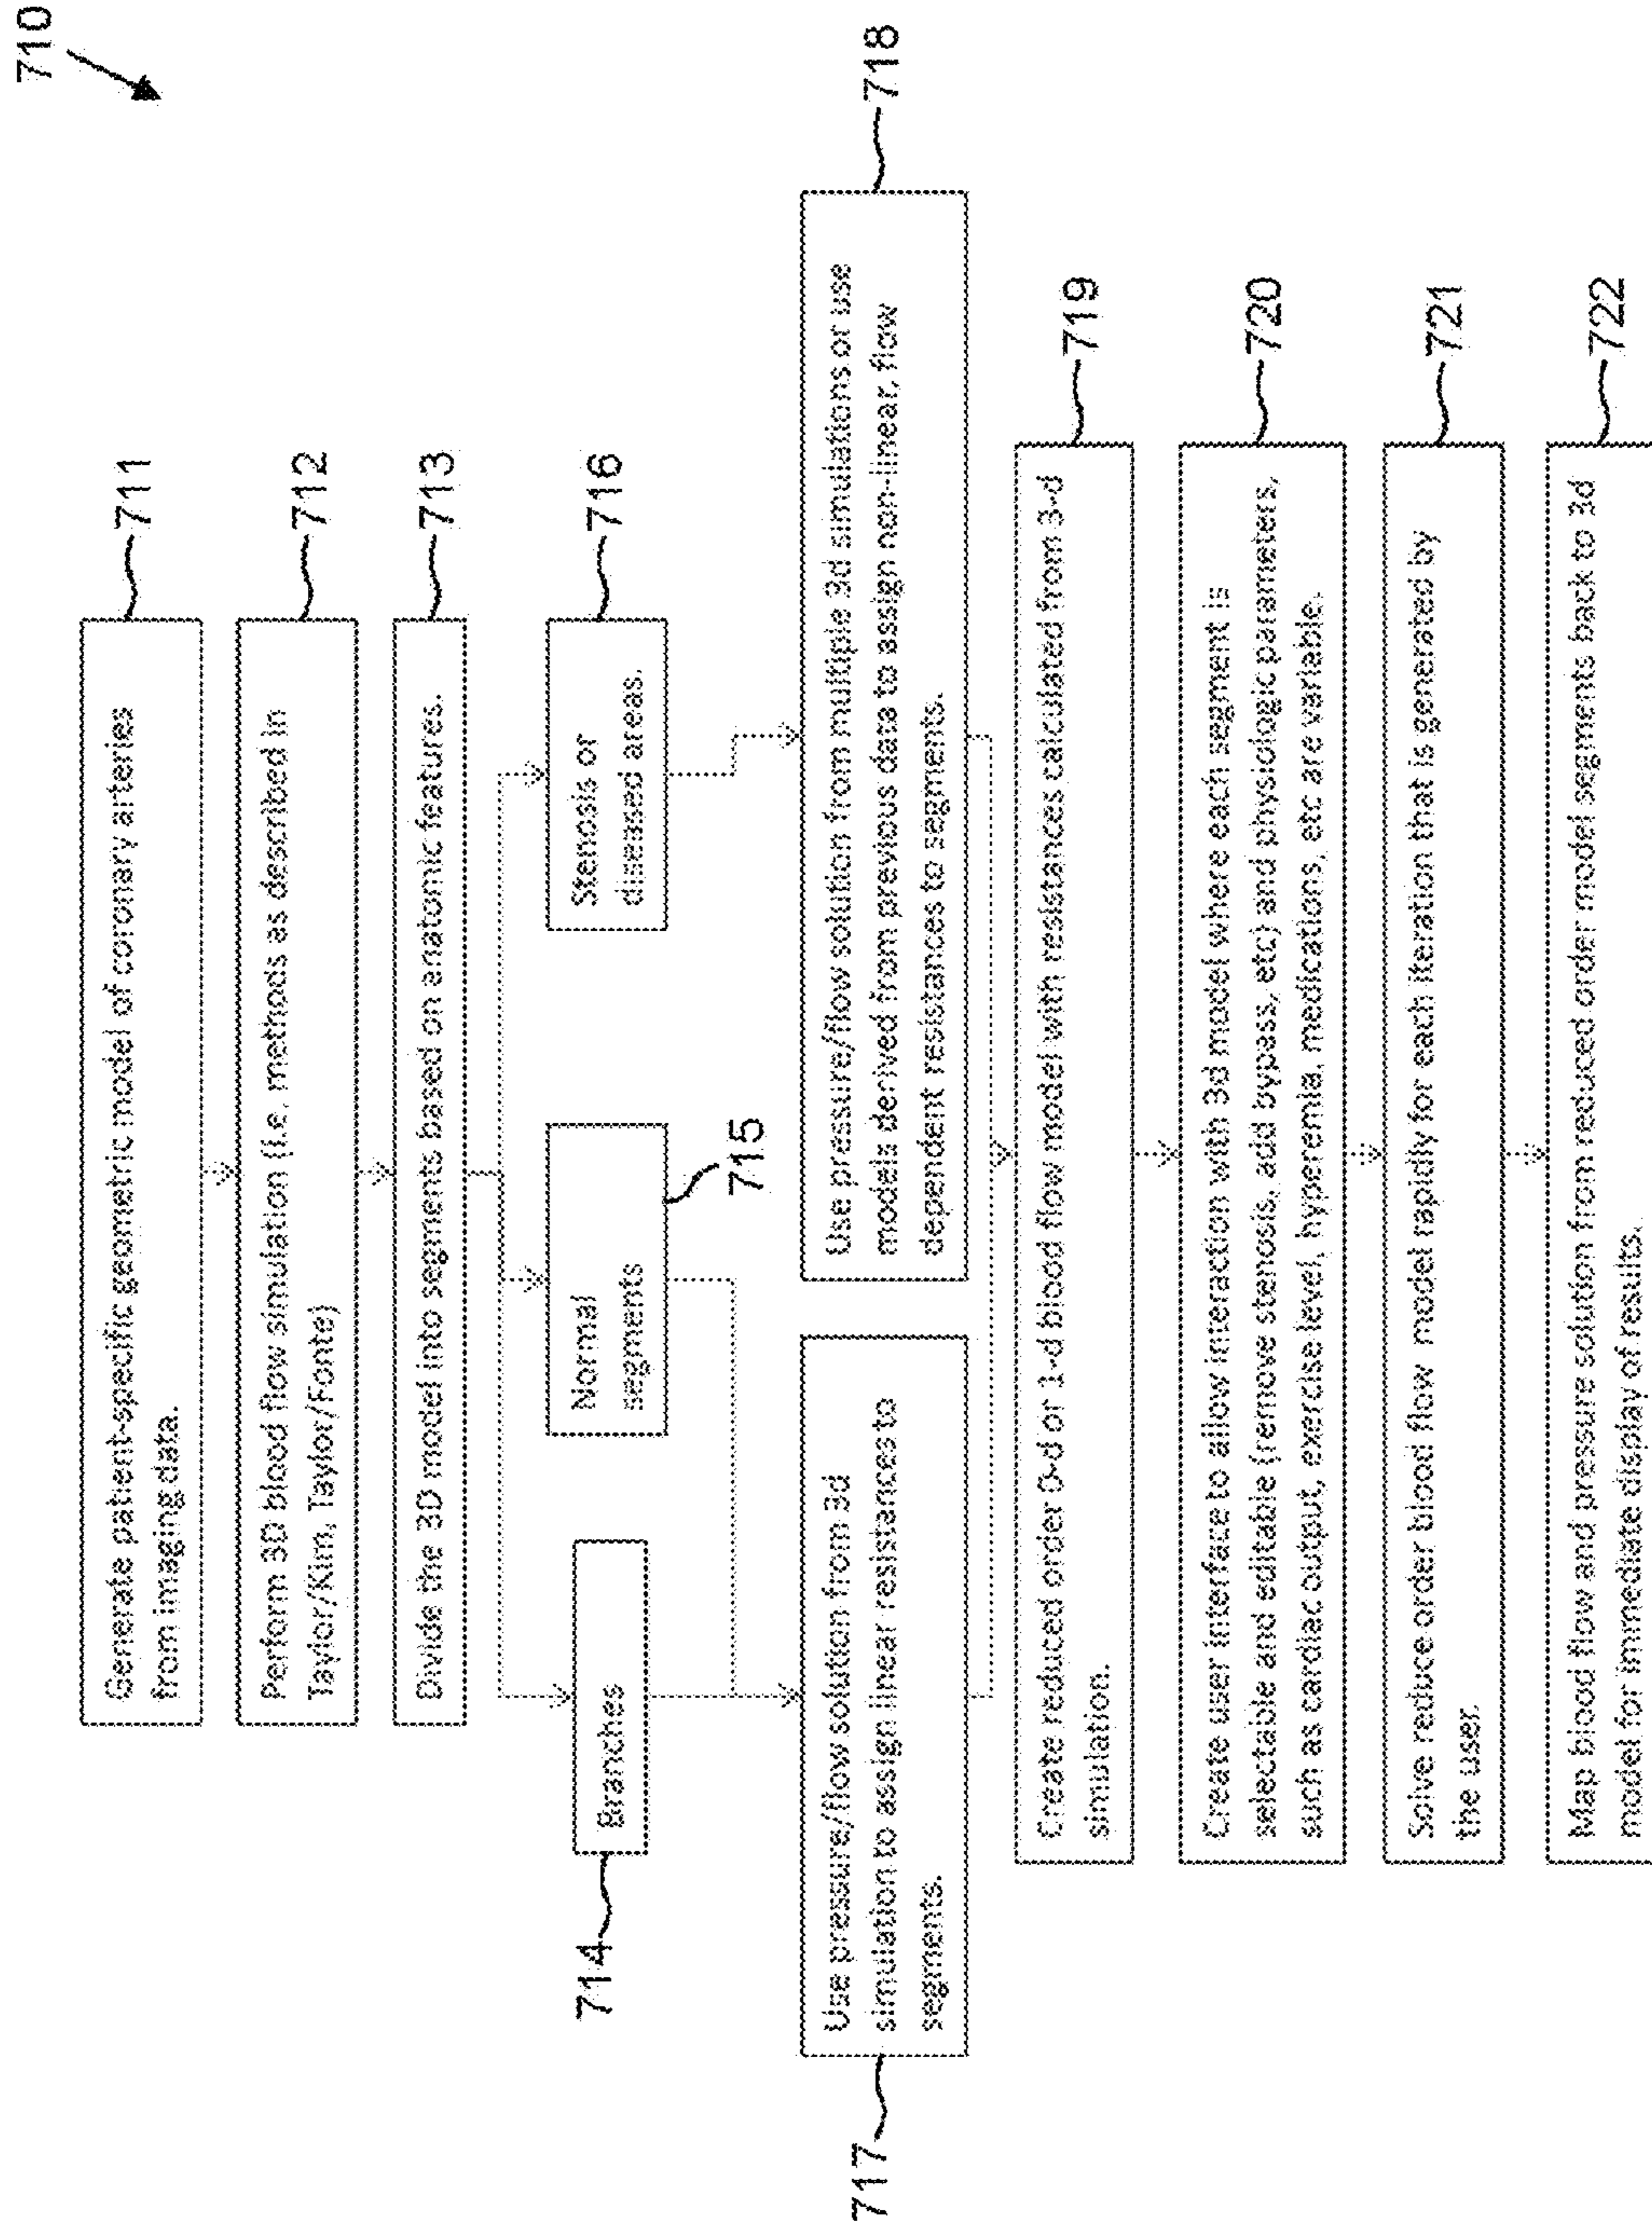 710
Generate patient-specific geometric model of coronary arteries
from imaging data.
711
Perform 3D blood flow simulation (i.e. methods as described in
Taylor/Kim, Taylor/Fonte)
712
Divide the 3D model into segments based on anatomic features.
713
714
Branches
Normal
segments
715
Stenosis or
diseased areas.
716
717
Use pressure/flow solution from 3d
simulation to assign linear resistances to
segments.
Use pressure/flow solution from multiple 3d simulations or use
models derived from previous data to assign non-linear, flow
dependent resistances to segments.
718
Create reduced order 0-d or 1-d blood flow model with resistances calculated from 3-d
simulation.
719
Create user interface to allow interaction with 3d model where each segment is
selectable and editable (remove stenosis, add bypass, etc) and physiologic parameters,
such as cardiac output, exercise level, hyperemia, medications, etc are variable.
720
Solve reduce order blood flow model rapidly for each iteration that is generated by
the user.
721
Map blood flow and pressure solution from reduced order model segments back to 3d
model for immediate display of results.
722